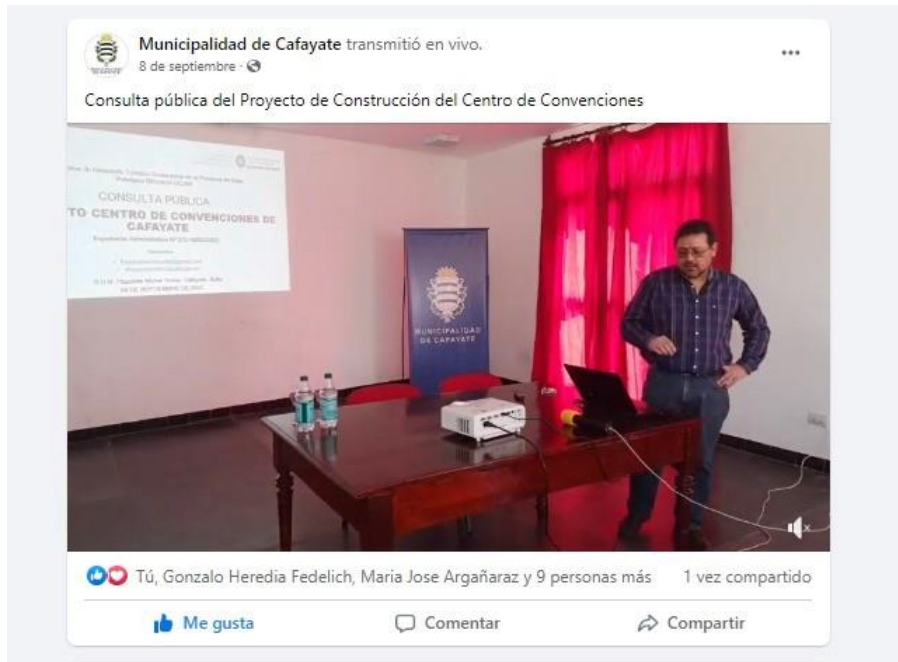 Municipalidad de Cafayate transmitió en vivo.
8 de septiembre ·
Consulta pública del Proyecto de Construcción del Centro de Convenciones
CONSULTA PÚBLICA
TO CENTRO DE CONVENCIONES DE
CAFAYATE
MUNICIPALIDAD
DE CAFAYATE
Tú, Gonzalo Heredia Fedelich, Maria Jose Argañaraz y 9 personas más
1 vez compartido
Me gusta
Comentar
Compartir